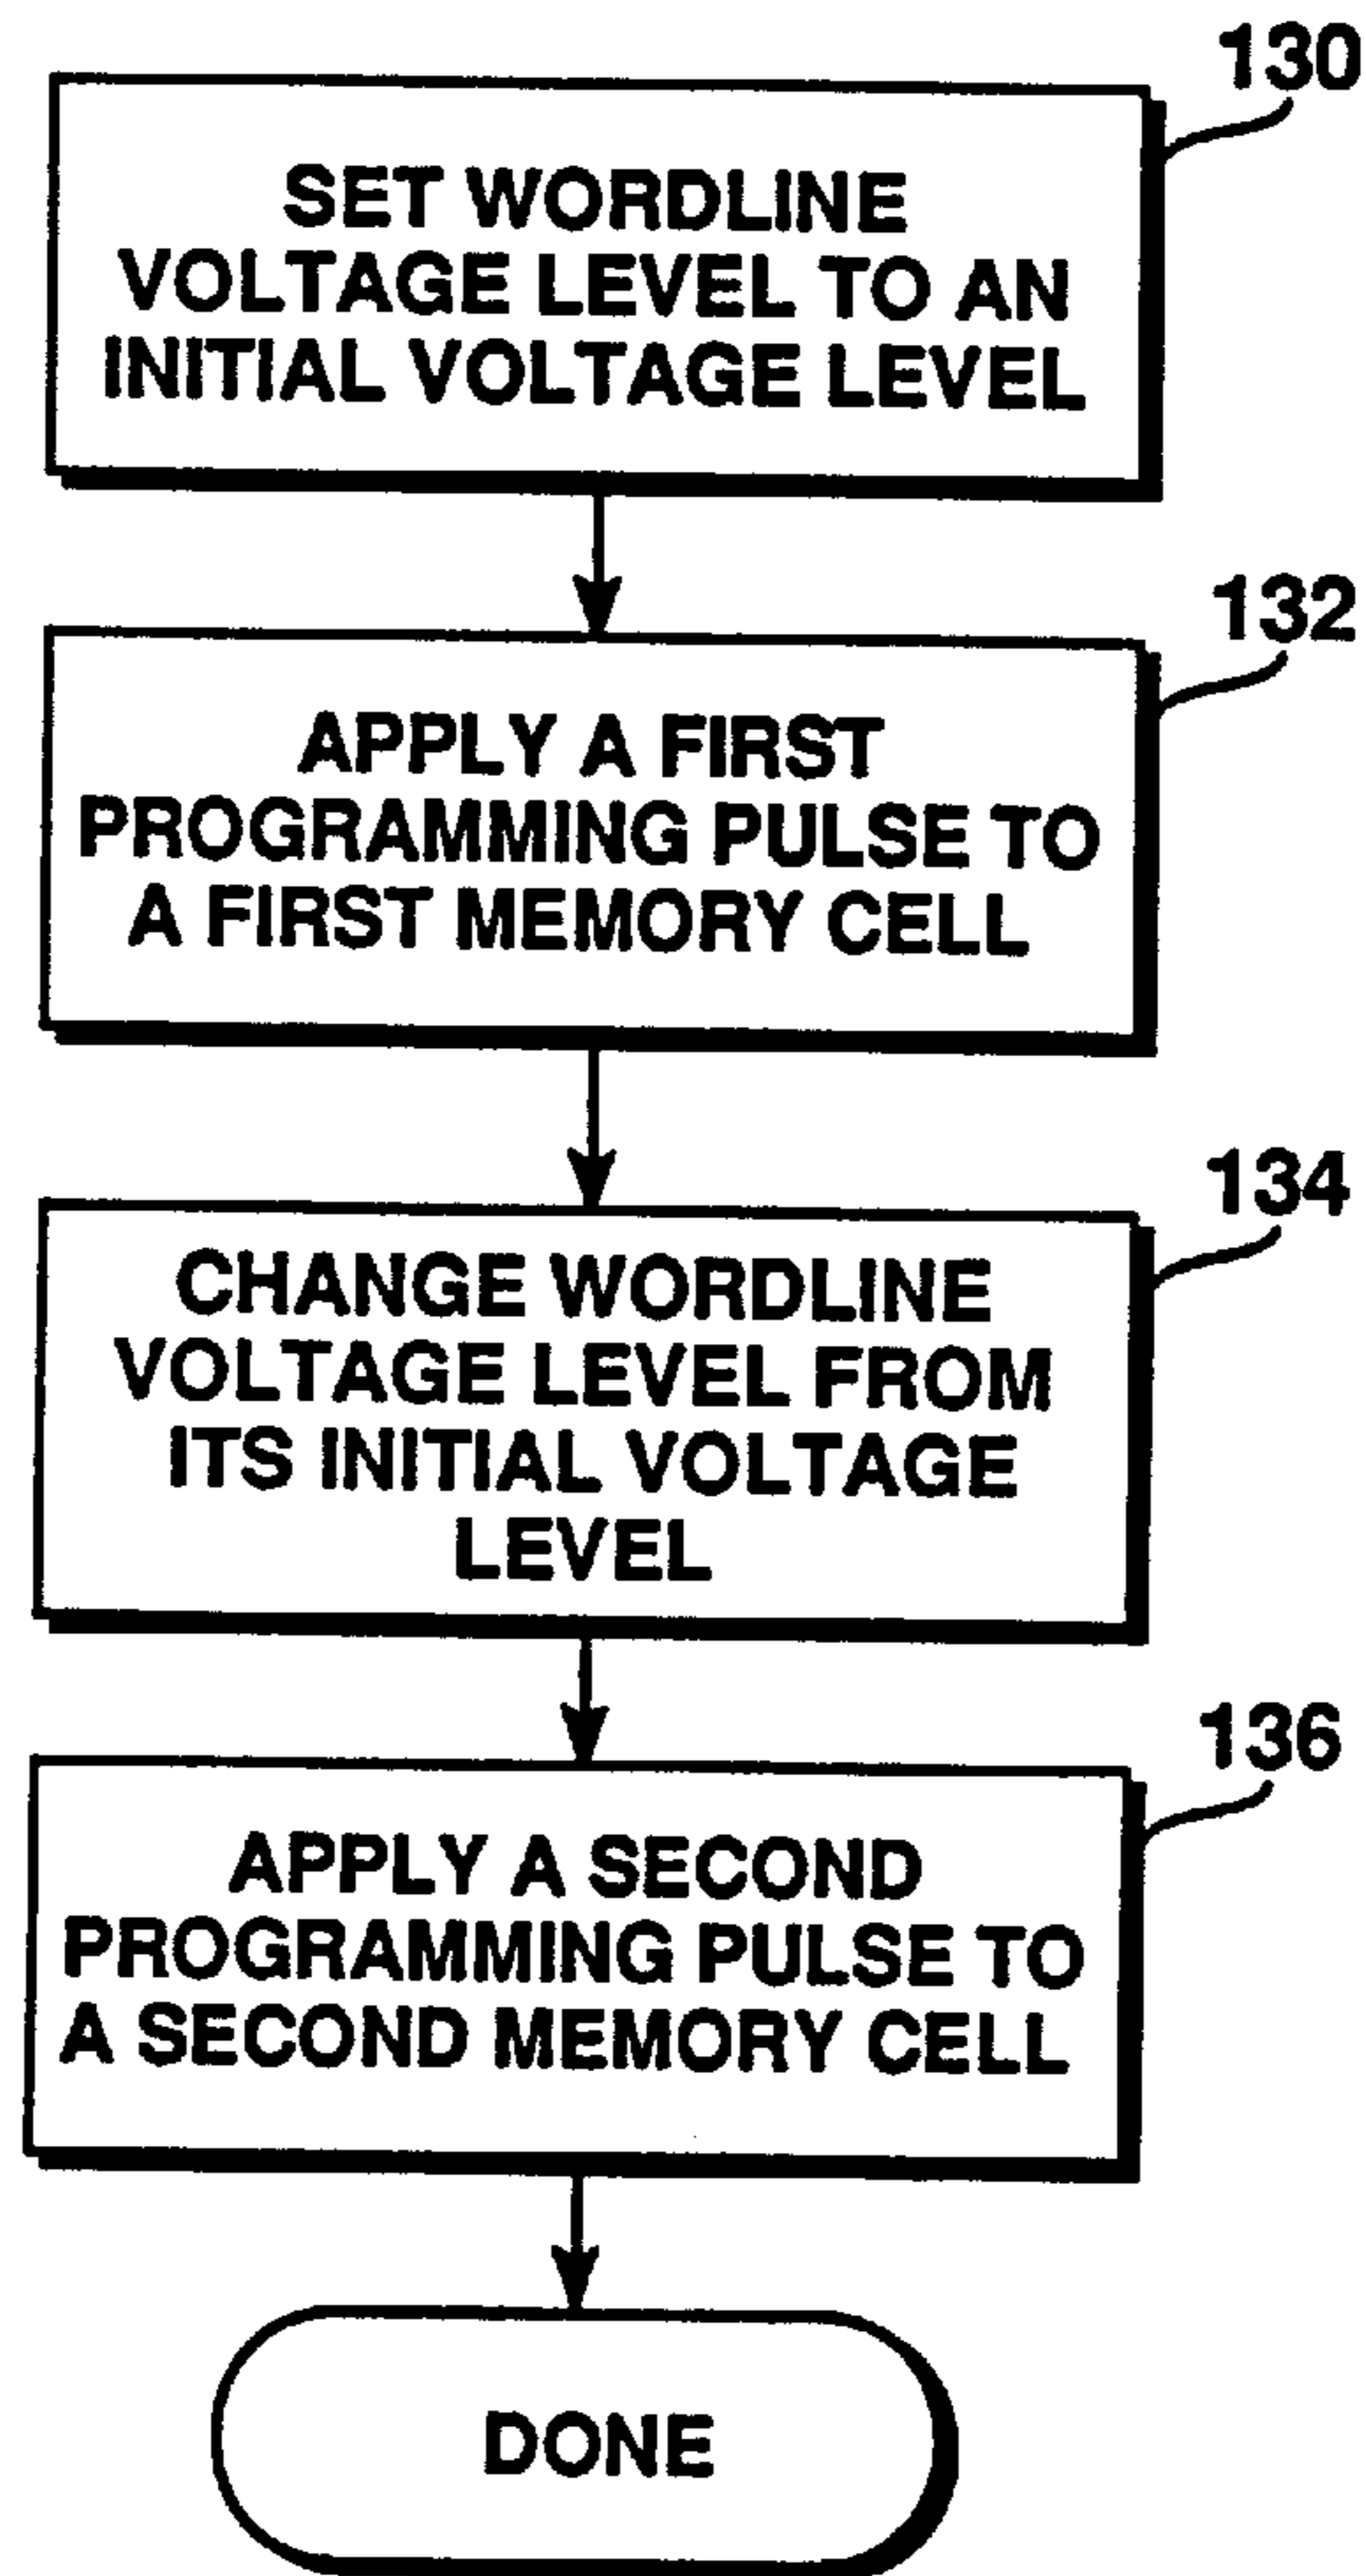 130
SET WORDLINE
VOLTAGE LEVEL TO AN
INITIAL VOLTAGE LEVEL
132
APPLY A FIRST
PROGRAMMING PULSE TO
A FIRST MEMORY CELL
134
CHANGE WORDLINE
VOLTAGE LEVEL FROM
ITS INITIAL VOLTAGE
LEVEL
136
APPLY A SECOND
PROGRAMMING PULSE TO
A SECOND MEMORY CELL
DONE